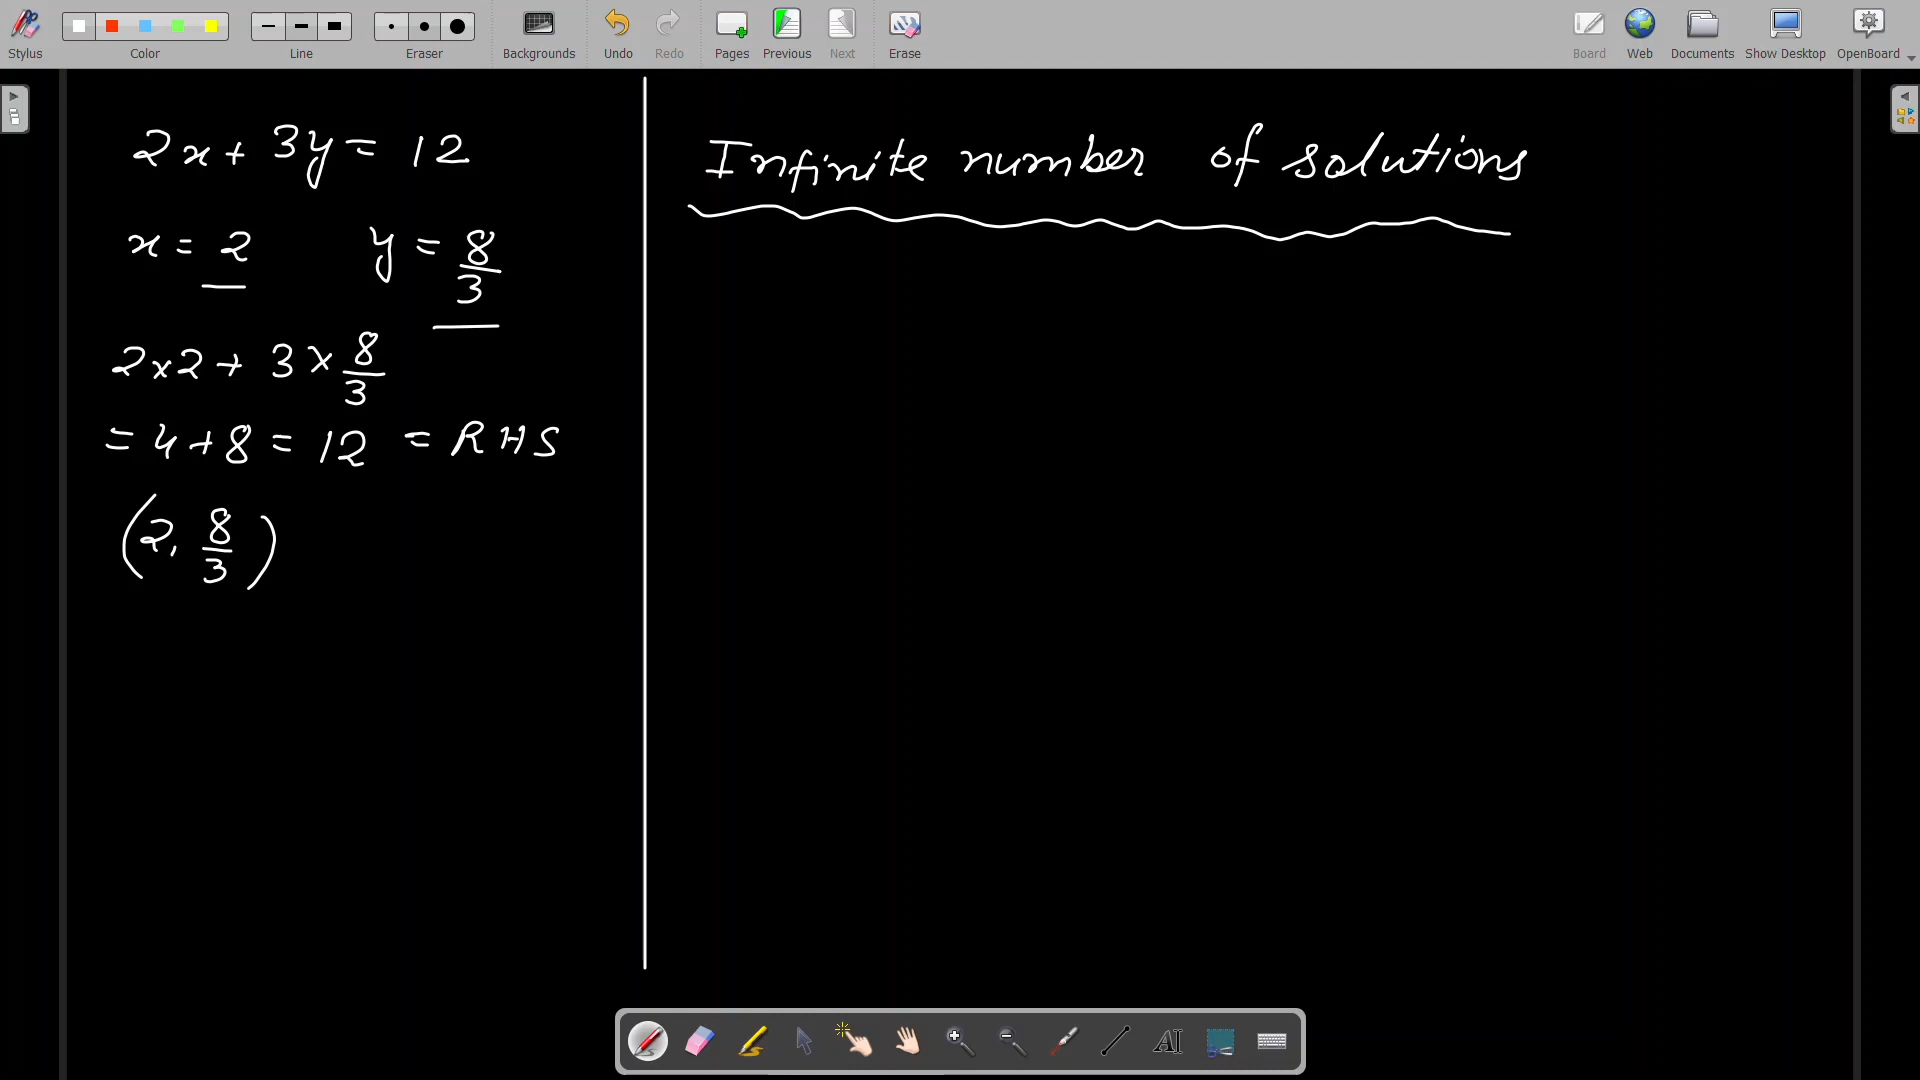 Stylus Color Line Eraser Backgrounds Undo Redo Pages Previous Next Erase Board Web Documents Show Desktop OpenBoard
2x + 3y = 12
x = 2 y = 8/3
2×2 + 3 × 8/3
= 4+8 = 12 = RHS
(2, 8/3)
Infinite number of solutions
AI